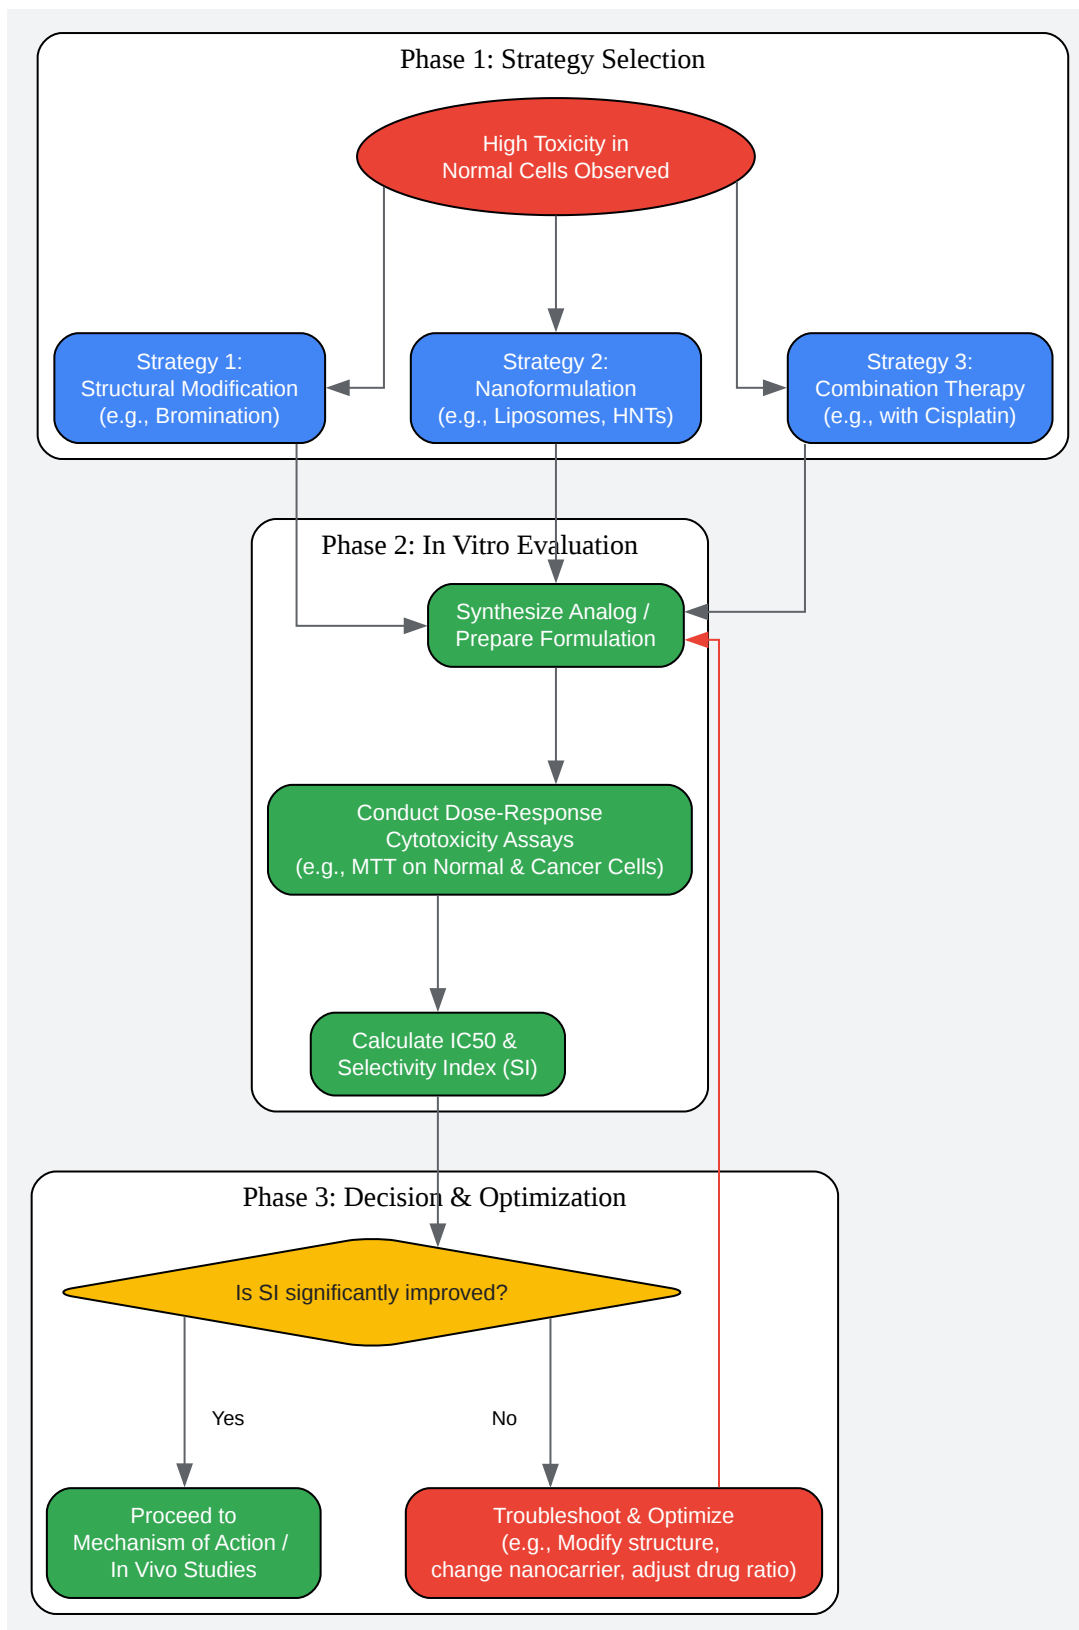 Phase 1: Strategy Selection
High Toxicity in
Normal Cells Observed
Strategy 1:
Structural Modification
(e.g., Bromination)
Strategy 2:
Nanoformulation
(e.g., Liposomes, HNTs)
Strategy 3:
Combination Therapy
(e.g., with Cisplatin)
Phase 2: In Vitro Evaluation
Synthesize Analog /
Prepare Formulation
Conduct Dose-Response
Cytotoxicity Assays
(e.g., MTT on Normal & Cancer Cells)
Calculate IC50 &
Selectivity Index (SI)
Phase 3: Decision & Optimization
Is SI significantly improved?
Yes
No
Proceed to
Mechanism of Action /
In Vivo Studies
Troubleshoot & Optimize
(e.g., Modify structure,
change nanocarrier, adjust drug ratio)